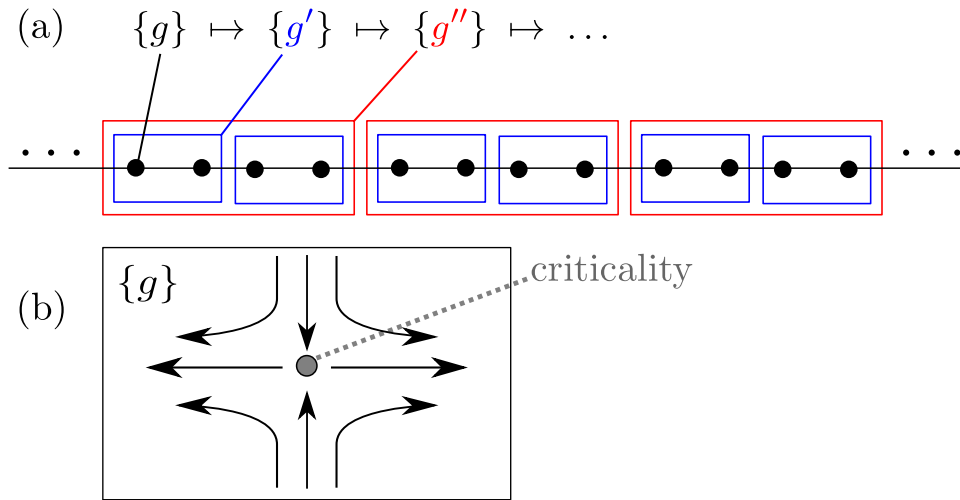 (a) {g} ↦ {g′} ↦ {g′′} ↦ …
… …
{g} criticality
(b)